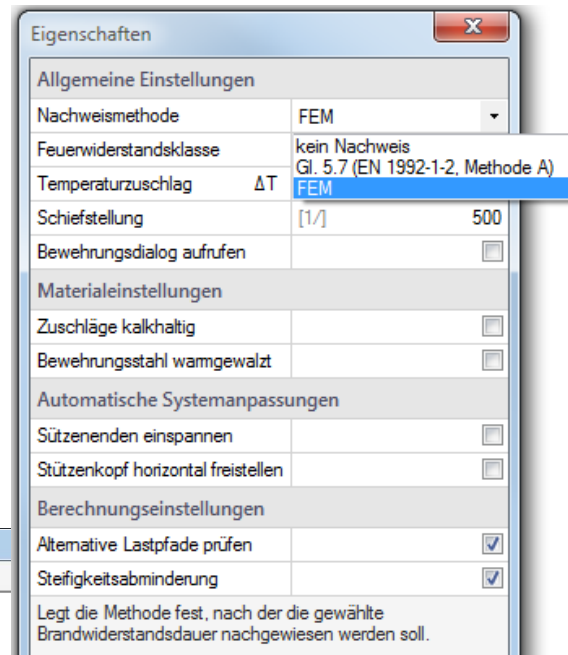 Eigenschaften
Allgemeine Einstellungen
Nachweismethode FEM
Feuerwiderstandsklasse
kein Nachweis
Gl. 5.7 (EN 1992-1-2, Methode A)
FEM
Temperaturzuschlag ΔT
Schiefstellung [1/] 500
Bewehrungsdialog aufrufen
Materialeinstellungen
Zuschläge kalkhaltig
Bewehrungsstahl warmgewalzt
Automatische Systemanpassungen
Sützenenden einspannen
Stützenkopf horizontal freistellen
Berechnungseinstellungen
Alternative Lastpfade prüfen
Steifigkeitsabminderung
Legt die Methode fest, nach der die gewählte
Brandwiderstandsdauer nachgewiesen werden soll.